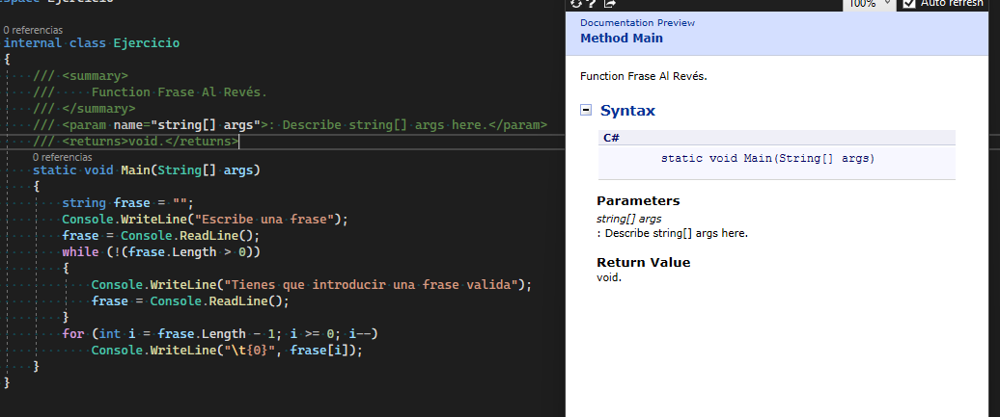 0 referencias
internal class Ejercicio
{
/// <summary>
/// Function Frase Al Revés.
/// </summary>
/// <param name="string[] args">: Describe string[] args here.</param>
/// <returns>void.</returns>
0 referencias
static void Main(String[] args)
{
string frase = "";
Console.WriteLine("Escribe una frase");
frase = Console.ReadLine();
while (!(frase.Length > 0))
{
Console.WriteLine("Tienes que introducir una frase valida");
frase = Console.ReadLine();
}
for (int i = frase.Length - 1; i >= 0; i--)
Console.WriteLine("\t{0}", frase[i]);
}
}
100%
Auto refresh
Documentation Preview
Method Main
Function Frase Al Revés.
Syntax
C#
static void Main(String[] args)
Parameters
string[] args
: Describe string[] args here.
Return Value
void.